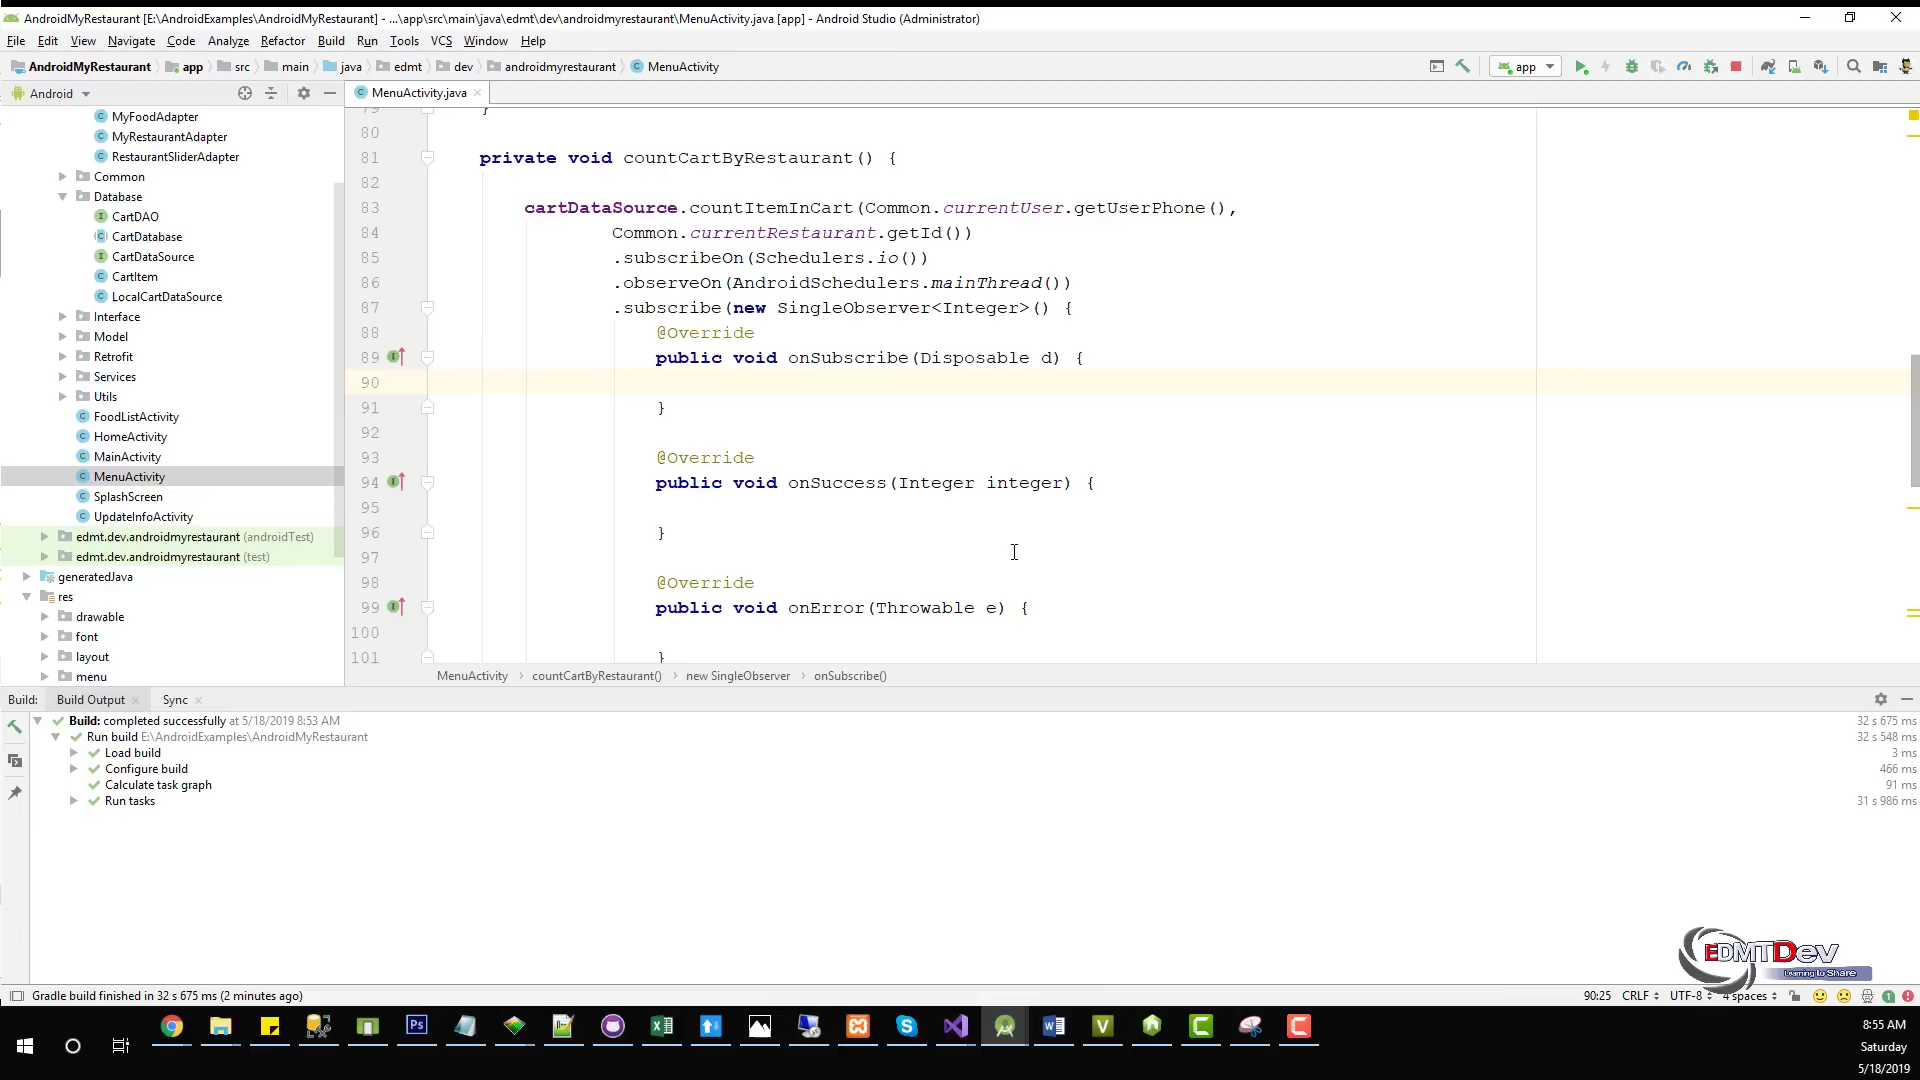 AndroidMyRestaurant [E:\AndroidExamples\AndroidMyRestaurant] - ...\app\src\main\java\edmt\dev\androidmyrestaurant\MenuActivity.java [app] - Android Studio (Administrator)
File Edit View Navigate Code Analyze Refactor Build Run Tools VCS Window Help
AndroidMyRestaurant app src main java edmt dev androidmyrestaurant MenuActivity app
Android MenuActivity.java
MyFoodAdapter
MyRestaurantAdapter
RestaurantSliderAdapter
Common
Database
CartDAO
CartDatabase
CartDataSource
CartItem
LocalCartDataSource
Interface
Model
Retrofit
Services
Utils
FoodListActivity
HomeActivity
MainActivity
MenuActivity
SplashScreen
UpdateInfoActivity
edmt.dev.androidmyrestaurant (androidTest)
edmt.dev.androidmyrestaurant (test)
generatedJava
res
drawable
font
layout
menu
79 }
80
81 private void countCartByRestaurant() {
82
83 cartDataSource.countItemInCart(Common.currentUser.getUserPhone(),
84 Common.currentRestaurant.getId())
85 .subscribeOn(Schedulers.io())
86 .observeOn(AndroidSchedulers.mainThread())
87 .subscribe(new SingleObserver<Integer>() {
88 @Override
89 public void onSubscribe(Disposable d) {
90
91 }
92
93 @Override
94 public void onSuccess(Integer integer) {
95
96 }
97
98 @Override
99 public void onError(Throwable e) {
100
101 }
MenuActivity countCartByRestaurant() new SingleObserver onSubscribe()
Build: Build Output Sync
Build: completed successfully at 5/18/2019 8:53 AM 32 s 675 ms
Run build E:\AndroidExamples\AndroidMyRestaurant 32 s 548 ms
Load build 3 ms
Configure build 466 ms
Calculate task graph 91 ms
Run tasks 31 s 986 ms
EDMTDev
Learning to Share
Gradle build finished in 32 s 675 ms (2 minutes ago) 90:25 CRLF UTF-8 4 spaces 1
8:55 AM
Saturday
5/18/2019